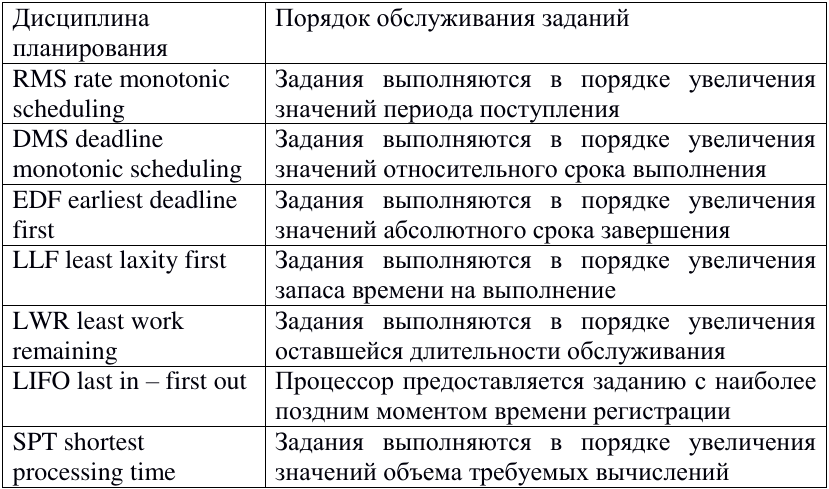 Дисциплина планирования
Порядок обслуживания заданий
RMS rate monotonic scheduling
Задания выполняются в порядке увеличения значений периода поступления
DMS deadline monotonic scheduling
Задания выполняются в порядке увеличения значений относительного срока выполнения
EDF earliest deadline first
Задания выполняются в порядке увеличения значений абсолютного срока завершения
LLF least laxity first
Задания выполняются в порядке увеличения запаса времени на выполнение
LWR least work remaining
Задания выполняются в порядке увеличения оставшейся длительности обслуживания
LIFO last in – first out
Процессор предоставляется заданию с наиболее поздним моментом времени регистрации
SPT shortest processing time
Задания выполняются в порядке увеличения значений объема требуемых вычислений